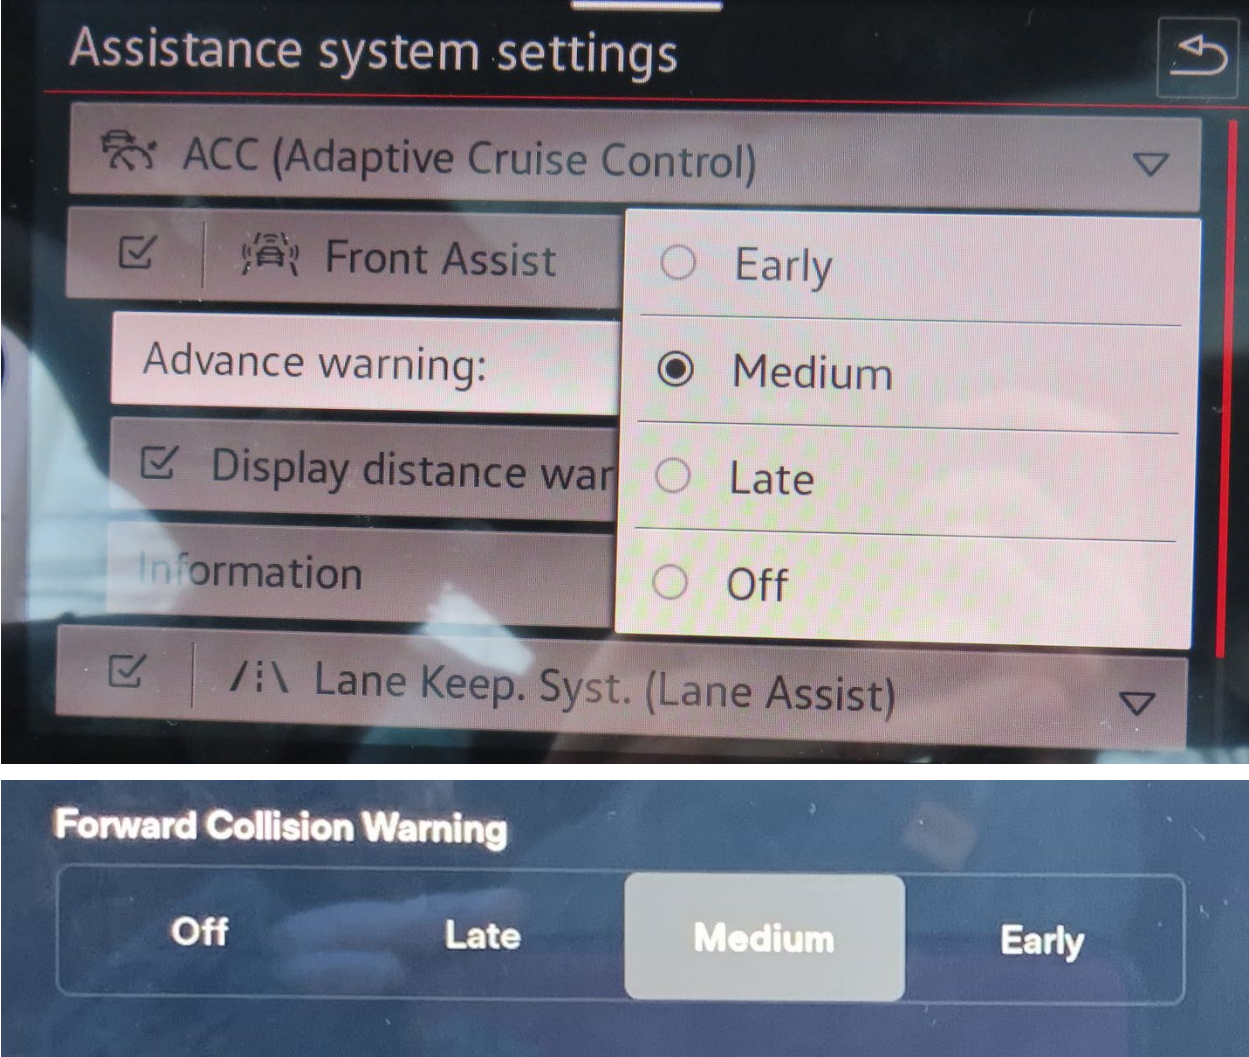 Assistance system settings
ACC (Adaptive Cruise Control)
Front Assist
Early
Advance warning:
Medium
Display distance war
Late
Information
Off
Lane Keep. Syst. (Lane Assist)
Forward Collision Warning
Off Late Medium Early